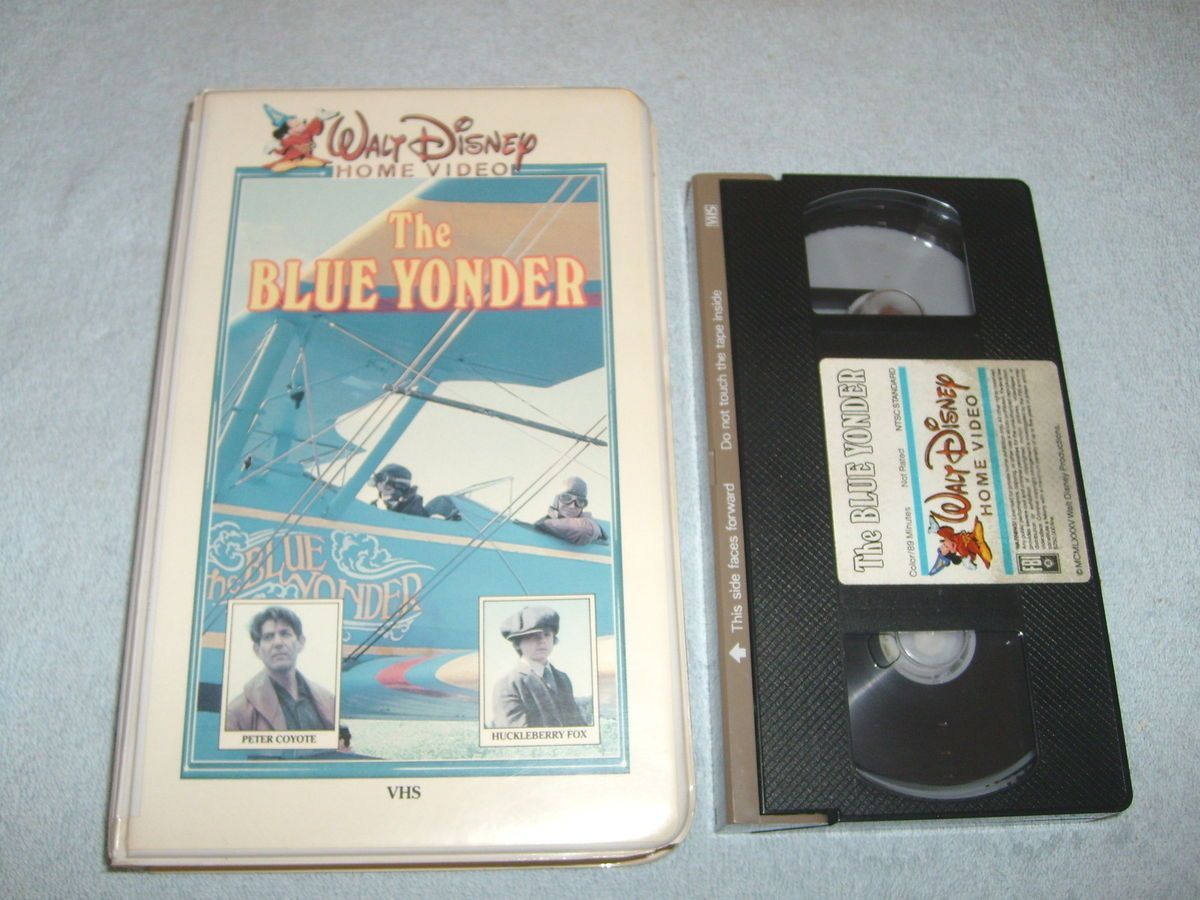 WALT DISNEY
HOME VIDEO
The
BLUE YONDER
the BLUE
YONDER
PETER COYOTE
HUCKLEBERRY FOX
VHS
VHS
Do not touch the tape inside
This side faces forward
The BLUE YONDER
Color/89 Minutes Not Rated NTSC STANDARD
WALT DISNEY
HOME VIDEO
FBI
©MCMLXXXV Walt Disney Productions.